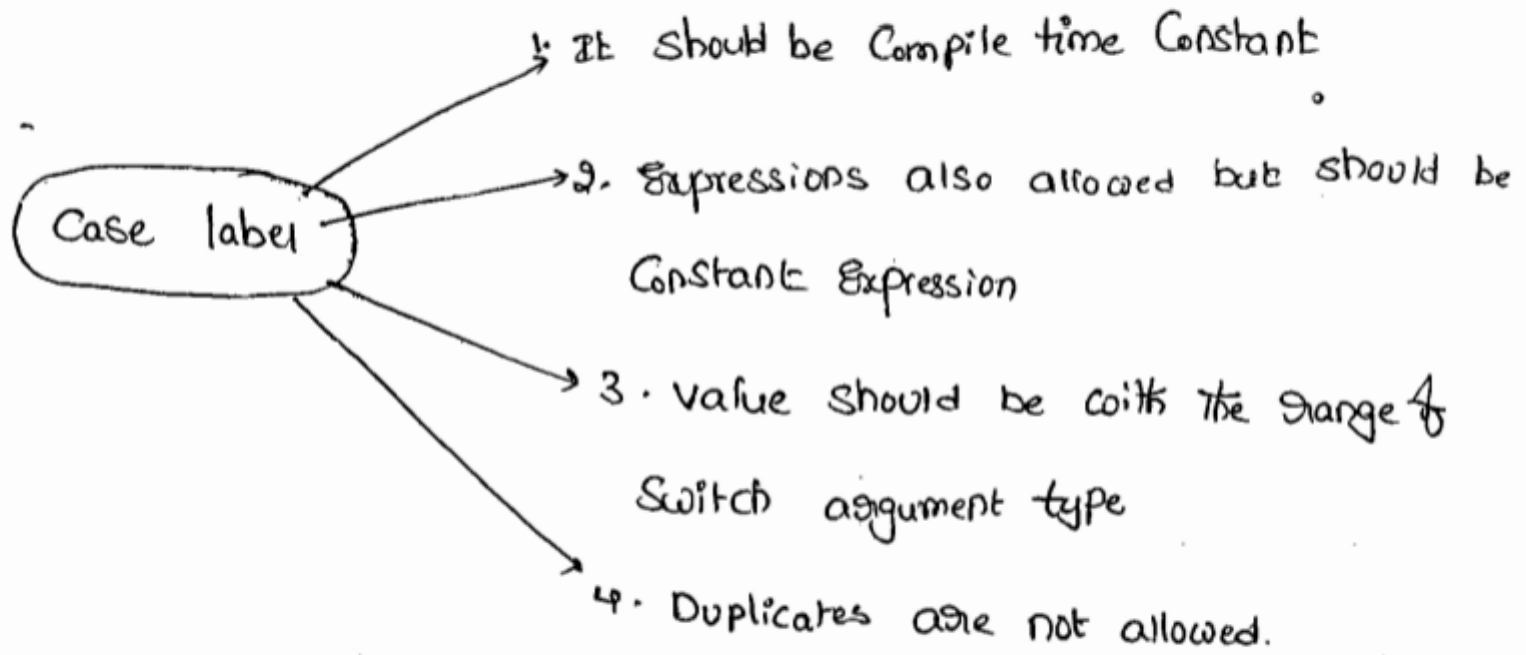 Case label
1. It should be Compile time Constant
2. Expressions also allowed but should be
Constant Expression
3. Value should be with the range of
Switch argument type
4. Duplicates are not allowed.